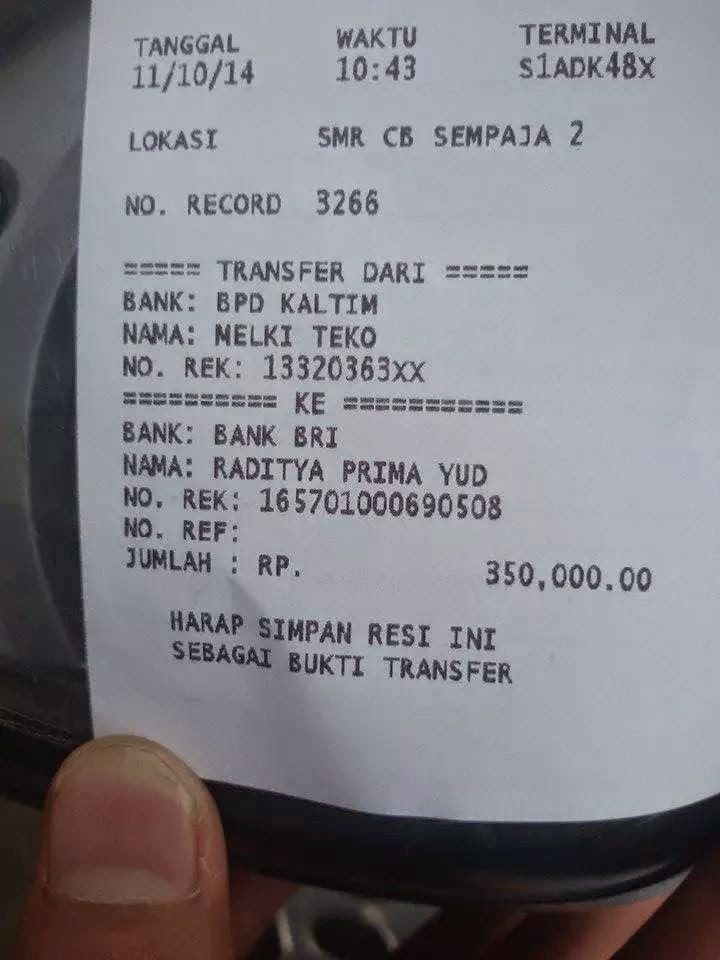 TANGGAL WAKTU TERMINAL
11/10/14 10:43 S1ADK48X
LOKASI SMR CB SEMPAJA 2
NO. RECORD 3266
===== TRANSFER DARI =====
BANK: BPD KALTIM
NAMA: MELKI TEKO
NO. REK: 13320363XX
========== KE ===========
BANK: BANK BRI
NAMA: RADITYA PRIMA YUD
NO. REK: 165701000690508
NO. REF:
JUMLAH : RP. 350,000.00
HARAP SIMPAN RESI INI
SEBAGAI BUKTI TRANSFER